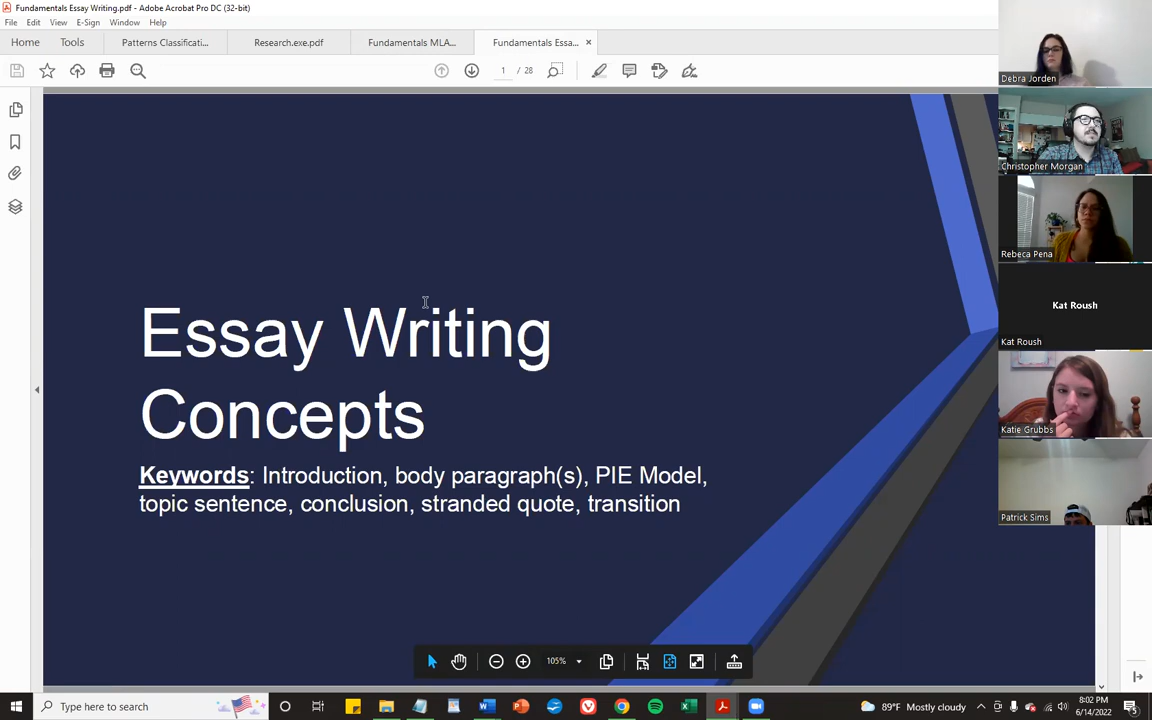 Fundamentals Essay Writing.pdf - Adobe Acrobat Pro DC (32-bit)
File Edit View E-Sign Window Help
Home Tools Patterns Classificati... Research.exe.pdf Fundamentals MLA... Fundamentals Essa... ×
1 / 28
Essay Writing
Concepts
Keywords: Introduction, body paragraph(s), PIE Model,
topic sentence, conclusion, stranded quote, transition
105%
Debra Jorden
Christopher Morgan
Rebeca Pena
Kat Roush
Kat Roush
Katie Grubbs
Patrick Sims
Type here to search
89°F Mostly cloudy
8:02 PM
6/14/2022